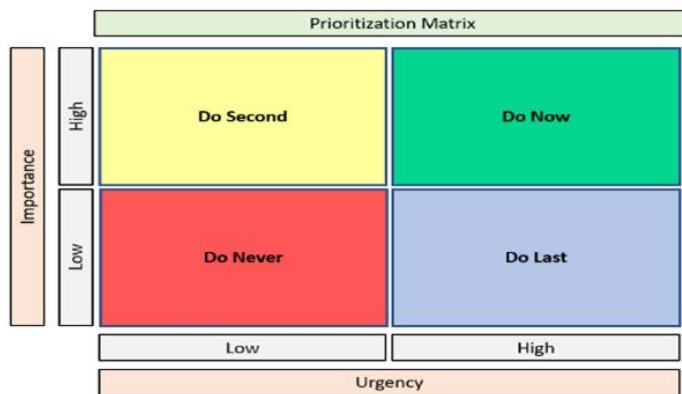 Prioritization Matrix
Importance
High
Do Second
Do Now
Low
Do Never
Do Last
Low
High
Urgency